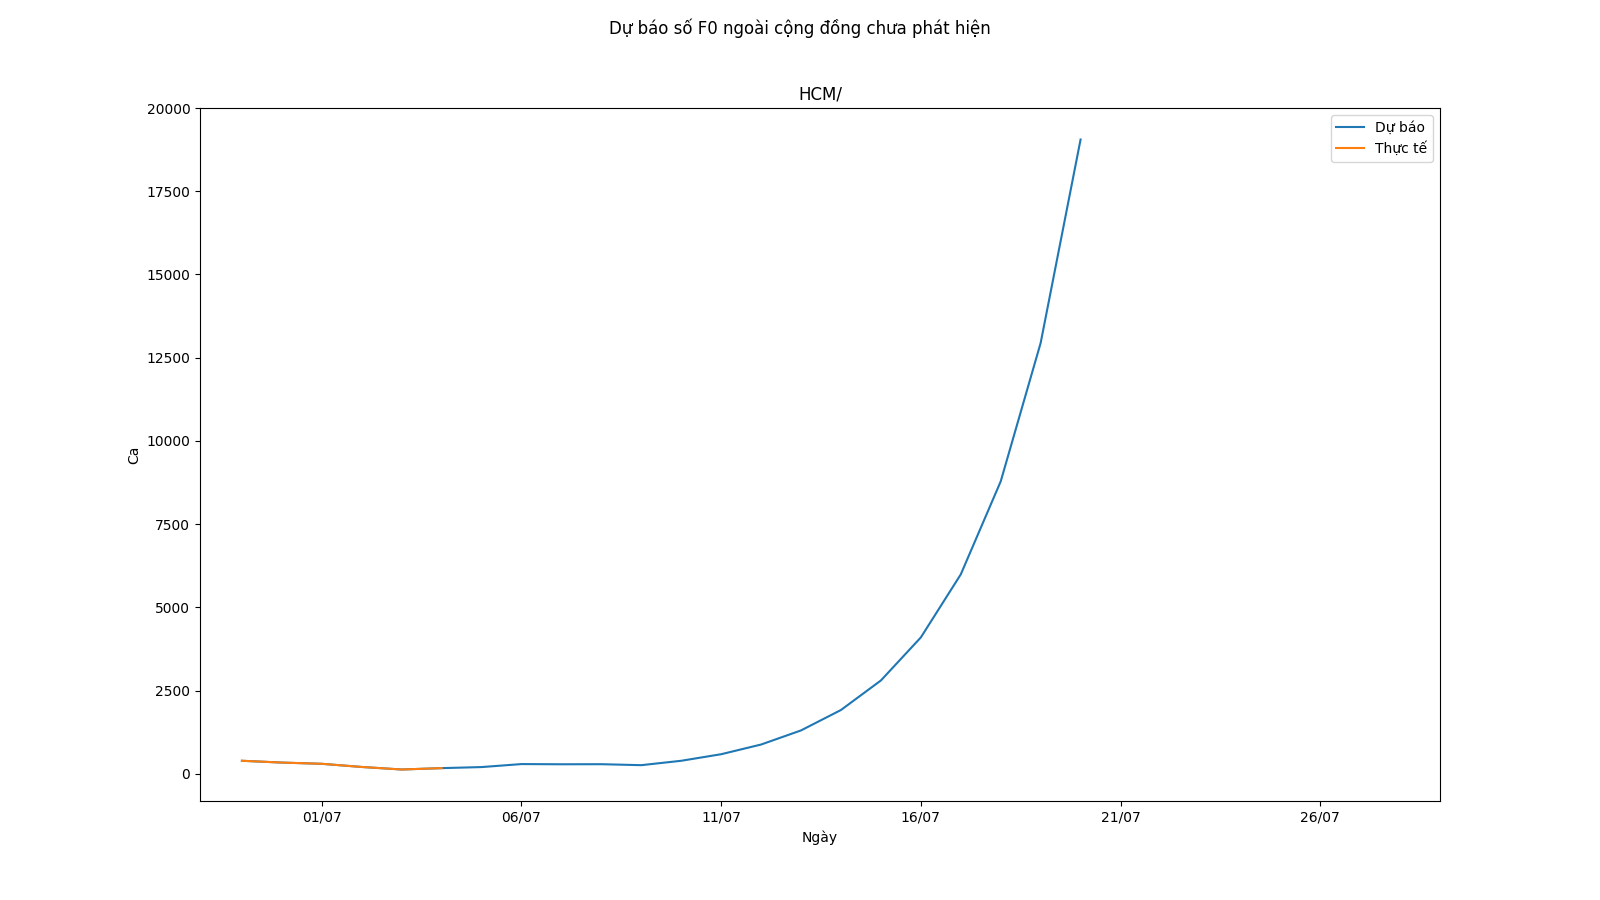 Dự báo số F0 ngoài cộng đồng chưa phát hiện
HCM/
20000
17500
15000
12500
10000
7500
5000
2500
0
Ca
Dự báo
Thực tế
01/07
06/07
11/07
16/07
21/07
26/07
Ngày